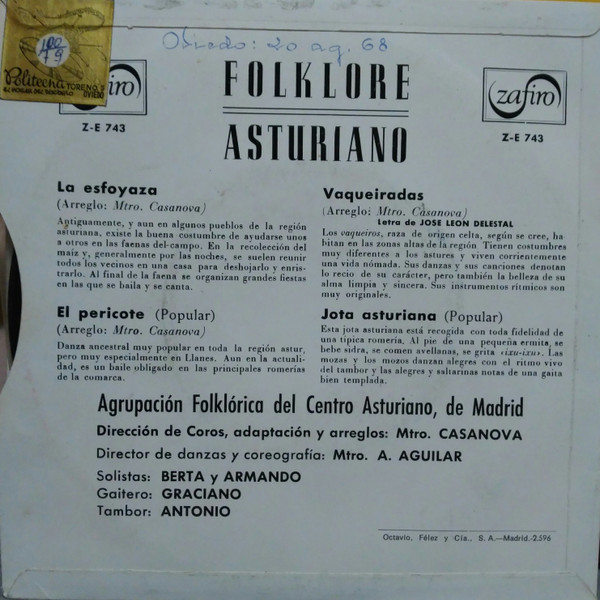 Oviedo: 20 ag. 68
Politecna TORENO, 5
OVIEDO
zafiro
Z-E 743
FOLKLORE
ASTURIANO
zafiro
Z-E 743
La esfoyaza
(Arreglo: Mtro. Casanova)
Antiguamente, y aun en algunos pueblos de la región
asturiana, existe la buena costumbre de ayudarse unos
a otros en las faenas del campo. En la recolección del
maíz y, generalmente por las noches, se suelen reunir
todos los vecinos en una casa para deshojarlo y enris-
trarlo. Al final de la faena se organizan grandes fiestas
en las que se baila y se canta.
El pericote (Popular)
(Arreglo: Mtro. Casanova)
Danza ancestral muy popular en toda la región astur,
pero muy especialmente en Llanes. Aun en la actuali-
dad, es un baile obligado en las principales romerías
de la comarca.
Vaqueiradas
(Arreglo: Mtro. Casanova)
Letra de JOSE LEON DELESTAL
Los vaqueiros, raza de origen celta, según se cree, ha-
bitan en las zonas altas de la región Tienen costumbres
muy diferentes a los astures y viven corrientemente
una vida nómada. Sus danzas y sus canciones denotan
lo recio de su carácter, pero también la belleza de su
alma limpia y sincera. Sus instrumentos rítmicos son
muy originales.
Jota asturiana (Popular)
Esta jota asturiana está recogida con toda fidelidad de
una típica romería. Al pie de una pequeña ermita, se
bebe sidra, se comen avellanas, se grita «ixu-ixu». Las
mozas y los mozos danzan alegres con el ritmo vivo
del tambor y las alegres y saltarinas notas de una gaita
bien templada.
Agrupación Folklórica del Centro Asturiano, de Madrid
Dirección de Coros, adaptación y arreglos: Mtro. CASANOVA
Director de danzas y coreografía: Mtro. A. AGUILAR
Solistas: BERTA y ARMANDO
Gaitero: GRACIANO
Tambor: ANTONIO
Octavio, Félez y Cía., S. A.—Madrid.-2.596